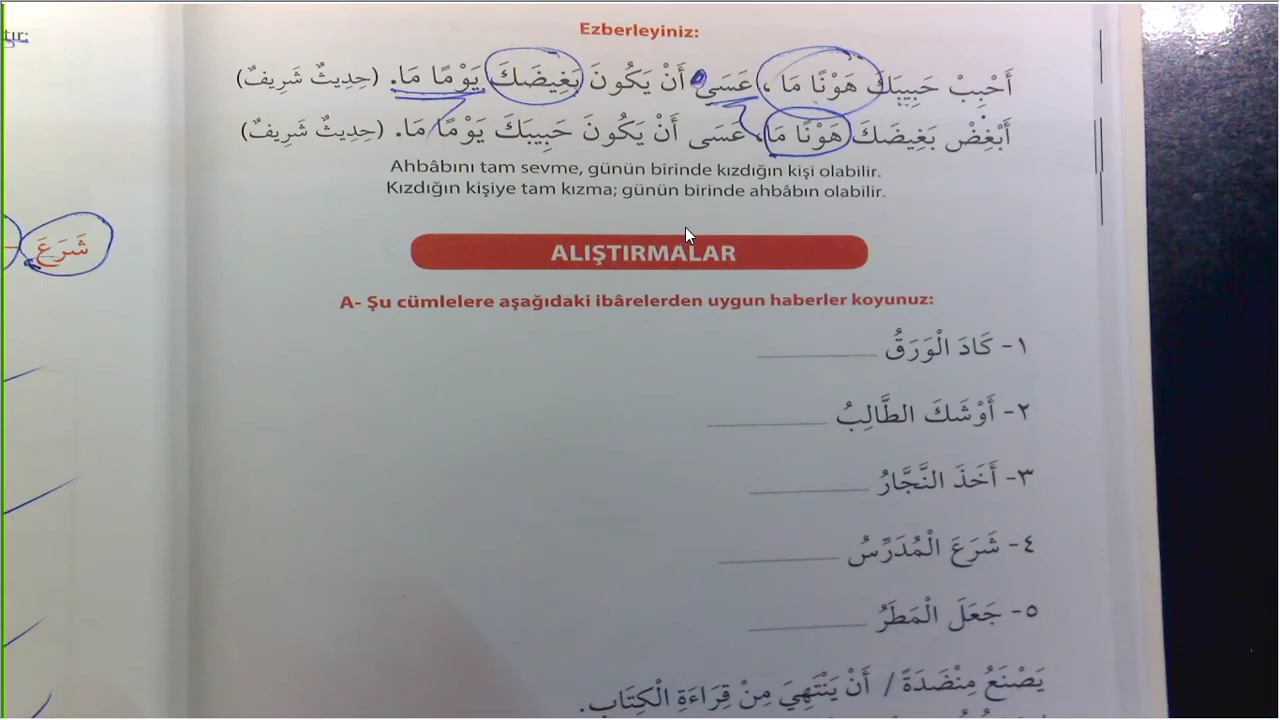 Ezberleyiniz:
أَحْبِبْ حَبِيبَكَ هَوْنًا مَا ، عَسَى أَنْ يَكُونَ بَغِيضَكَ يَوْمًا مَا. (حِدِيثٌ شَرِيفٌ)
أَبْغِضْ بَغِيضَكَ هَوْنًا مَا، عَسَى أَنْ يَكُونَ حَبِيبَكَ يَوْمًا مَا. (حِدِيثٌ شَرِيفٌ)
Ahbâbını tam sevme, günün birinde kızdığın kişi olabilir.
Kızdığın kişiye tam kızma; günün birinde ahbâbın olabilir.
شَرَعَ
ALIŞTIRMALAR
A- Şu cümlelere aşağıdaki ibârelerden uygun haberler koyunuz:
١- كَادَ الْوَرَقُ
٢- أَوْشَكَ الطَّالِبُ
٣- أَخَذَ النَّجَّارُ
٤- شَرَعَ الْمُدَرِّسُ
٥- جَعَلَ الْمَطَرُ
يَصْنَعُ مِنْضَدَةً / أَنْ يَنْتَهِيَ مِنْ قِرَاءَةِ الْكِتَابِ.